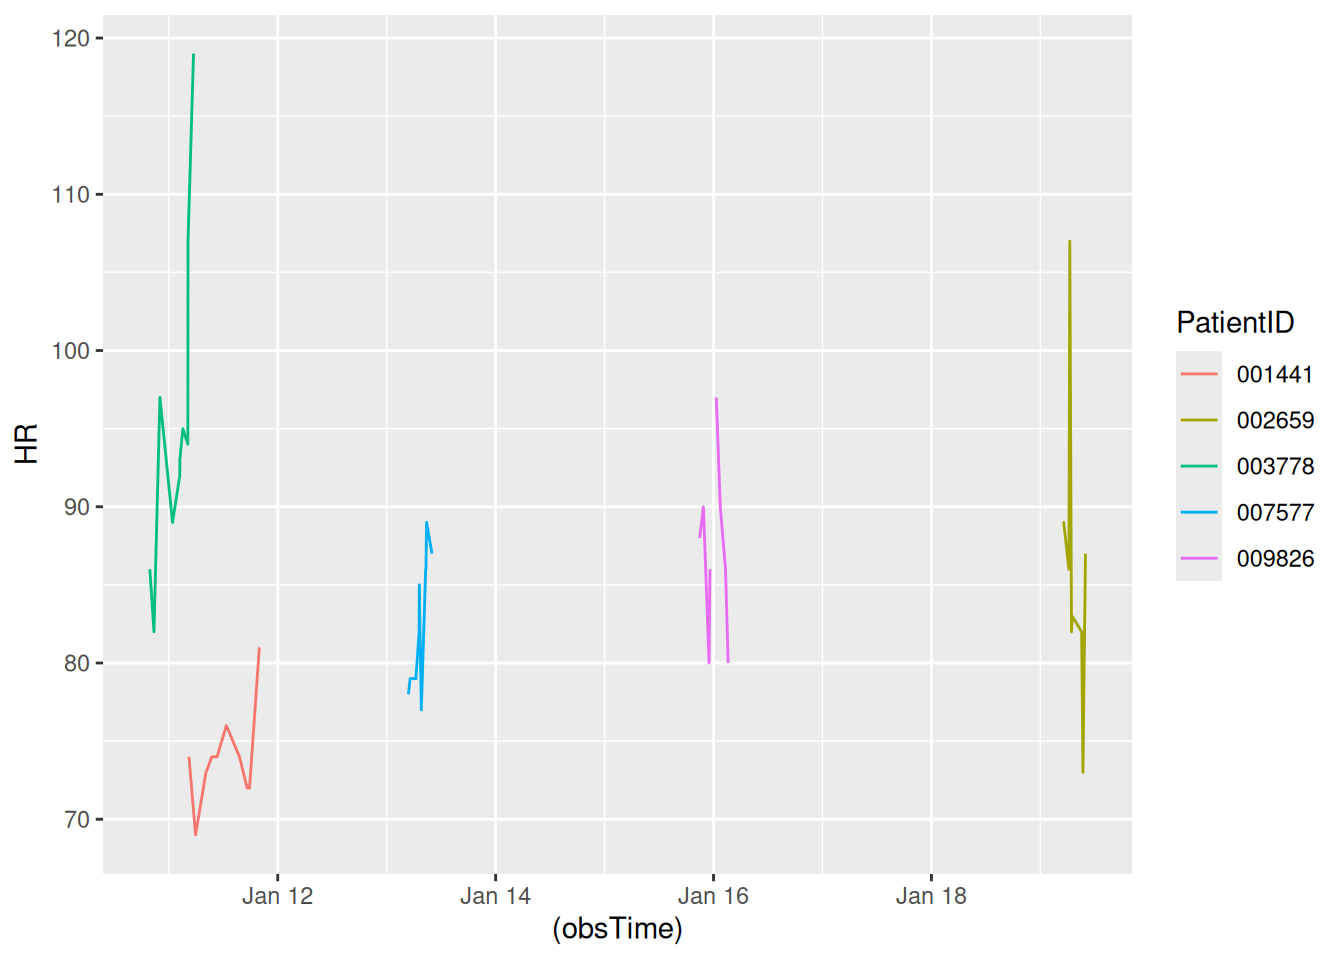 120
110
100
90
80
70
HR
Jan 12
Jan 14
Jan 16
Jan 18
(obsTime)
PatientID
001441
002659
003778
007577
009826